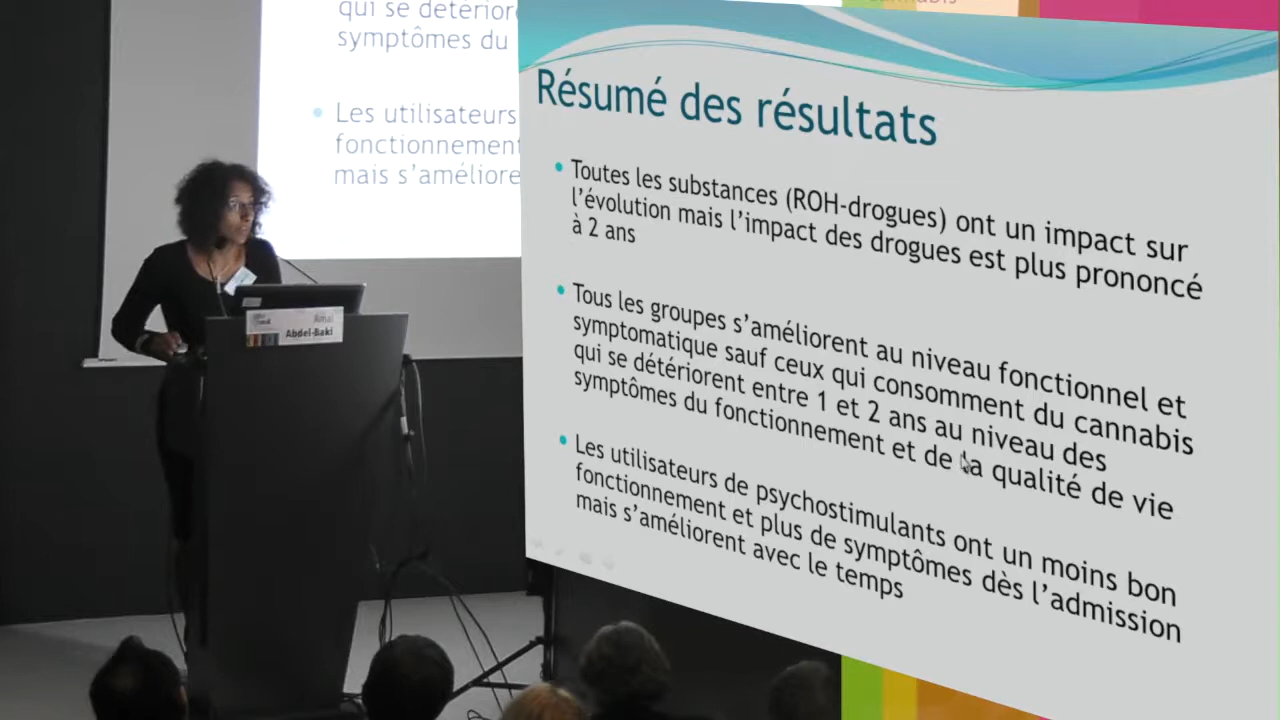 qui se détérior
symptômes du
Les utilisateurs
fonctionnement
mais s'améliore
Amal
Abdel-Baki
cannabis
Résumé des résultats
• Toutes les substances (ROH-drogues) ont un impact sur
l'évolution mais l'impact des drogues est plus prononcé
à 2 ans
• Tous les groupes s'améliorent au niveau fonctionnel et
symptomatique sauf ceux qui consomment du cannabis
qui se détériorent entre 1 et 2 ans au niveau des
symptômes du fonctionnement et de la qualité de vie
• Les utilisateurs de psychostimulants ont un moins bon
fonctionnement et plus de symptômes dès l'admission
mais s'améliorent avec le temps